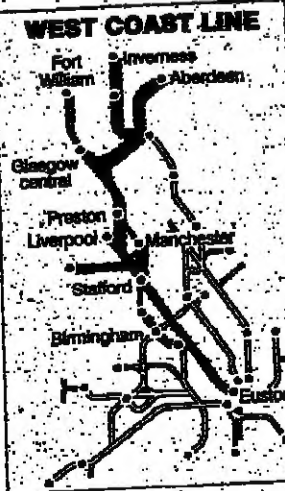 WEST COAST LINE
Fort
William
Inverness
Aberdeen
Glasgow
central
Preston
Liverpool
Manchester
Stafford
Birmingham
Euston